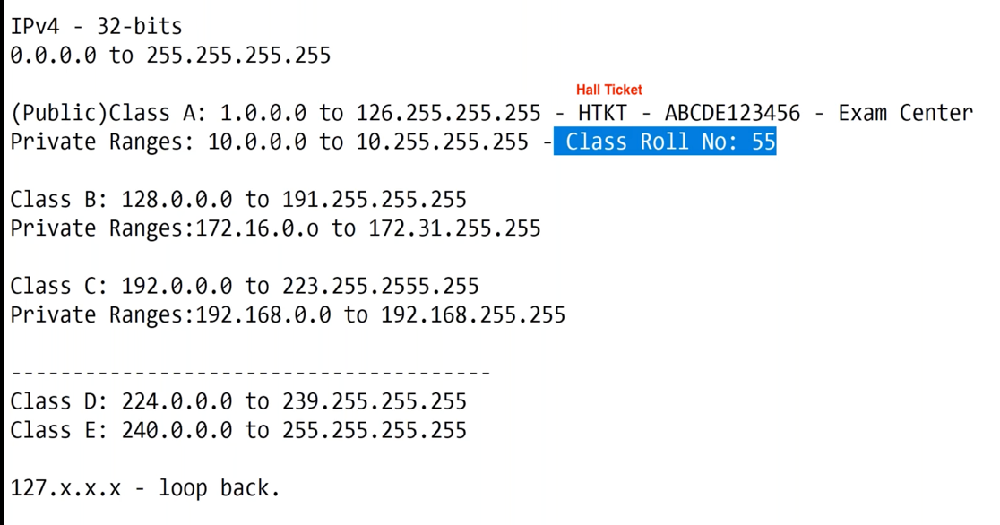 IPv4 - 32-bits
0.0.0.0 to 255.255.255.255
Hall Ticket
(Public)Class A: 1.0.0.0 to 126.255.255.255 - HTKT - ABCDE123456 - Exam Center
Private Ranges: 10.0.0.0 to 10.255.255.255 - Class Roll No: 55
Class B: 128.0.0.0 to 191.255.255.255
Private Ranges:172.16.0.o to 172.31.255.255
Class C: 192.0.0.0 to 223.255.2555.255
Private Ranges:192.168.0.0 to 192.168.255.255
---------------------------------------
Class D: 224.0.0.0 to 239.255.255.255
Class E: 240.0.0.0 to 255.255.255.255
127.x.x.x - loop back.